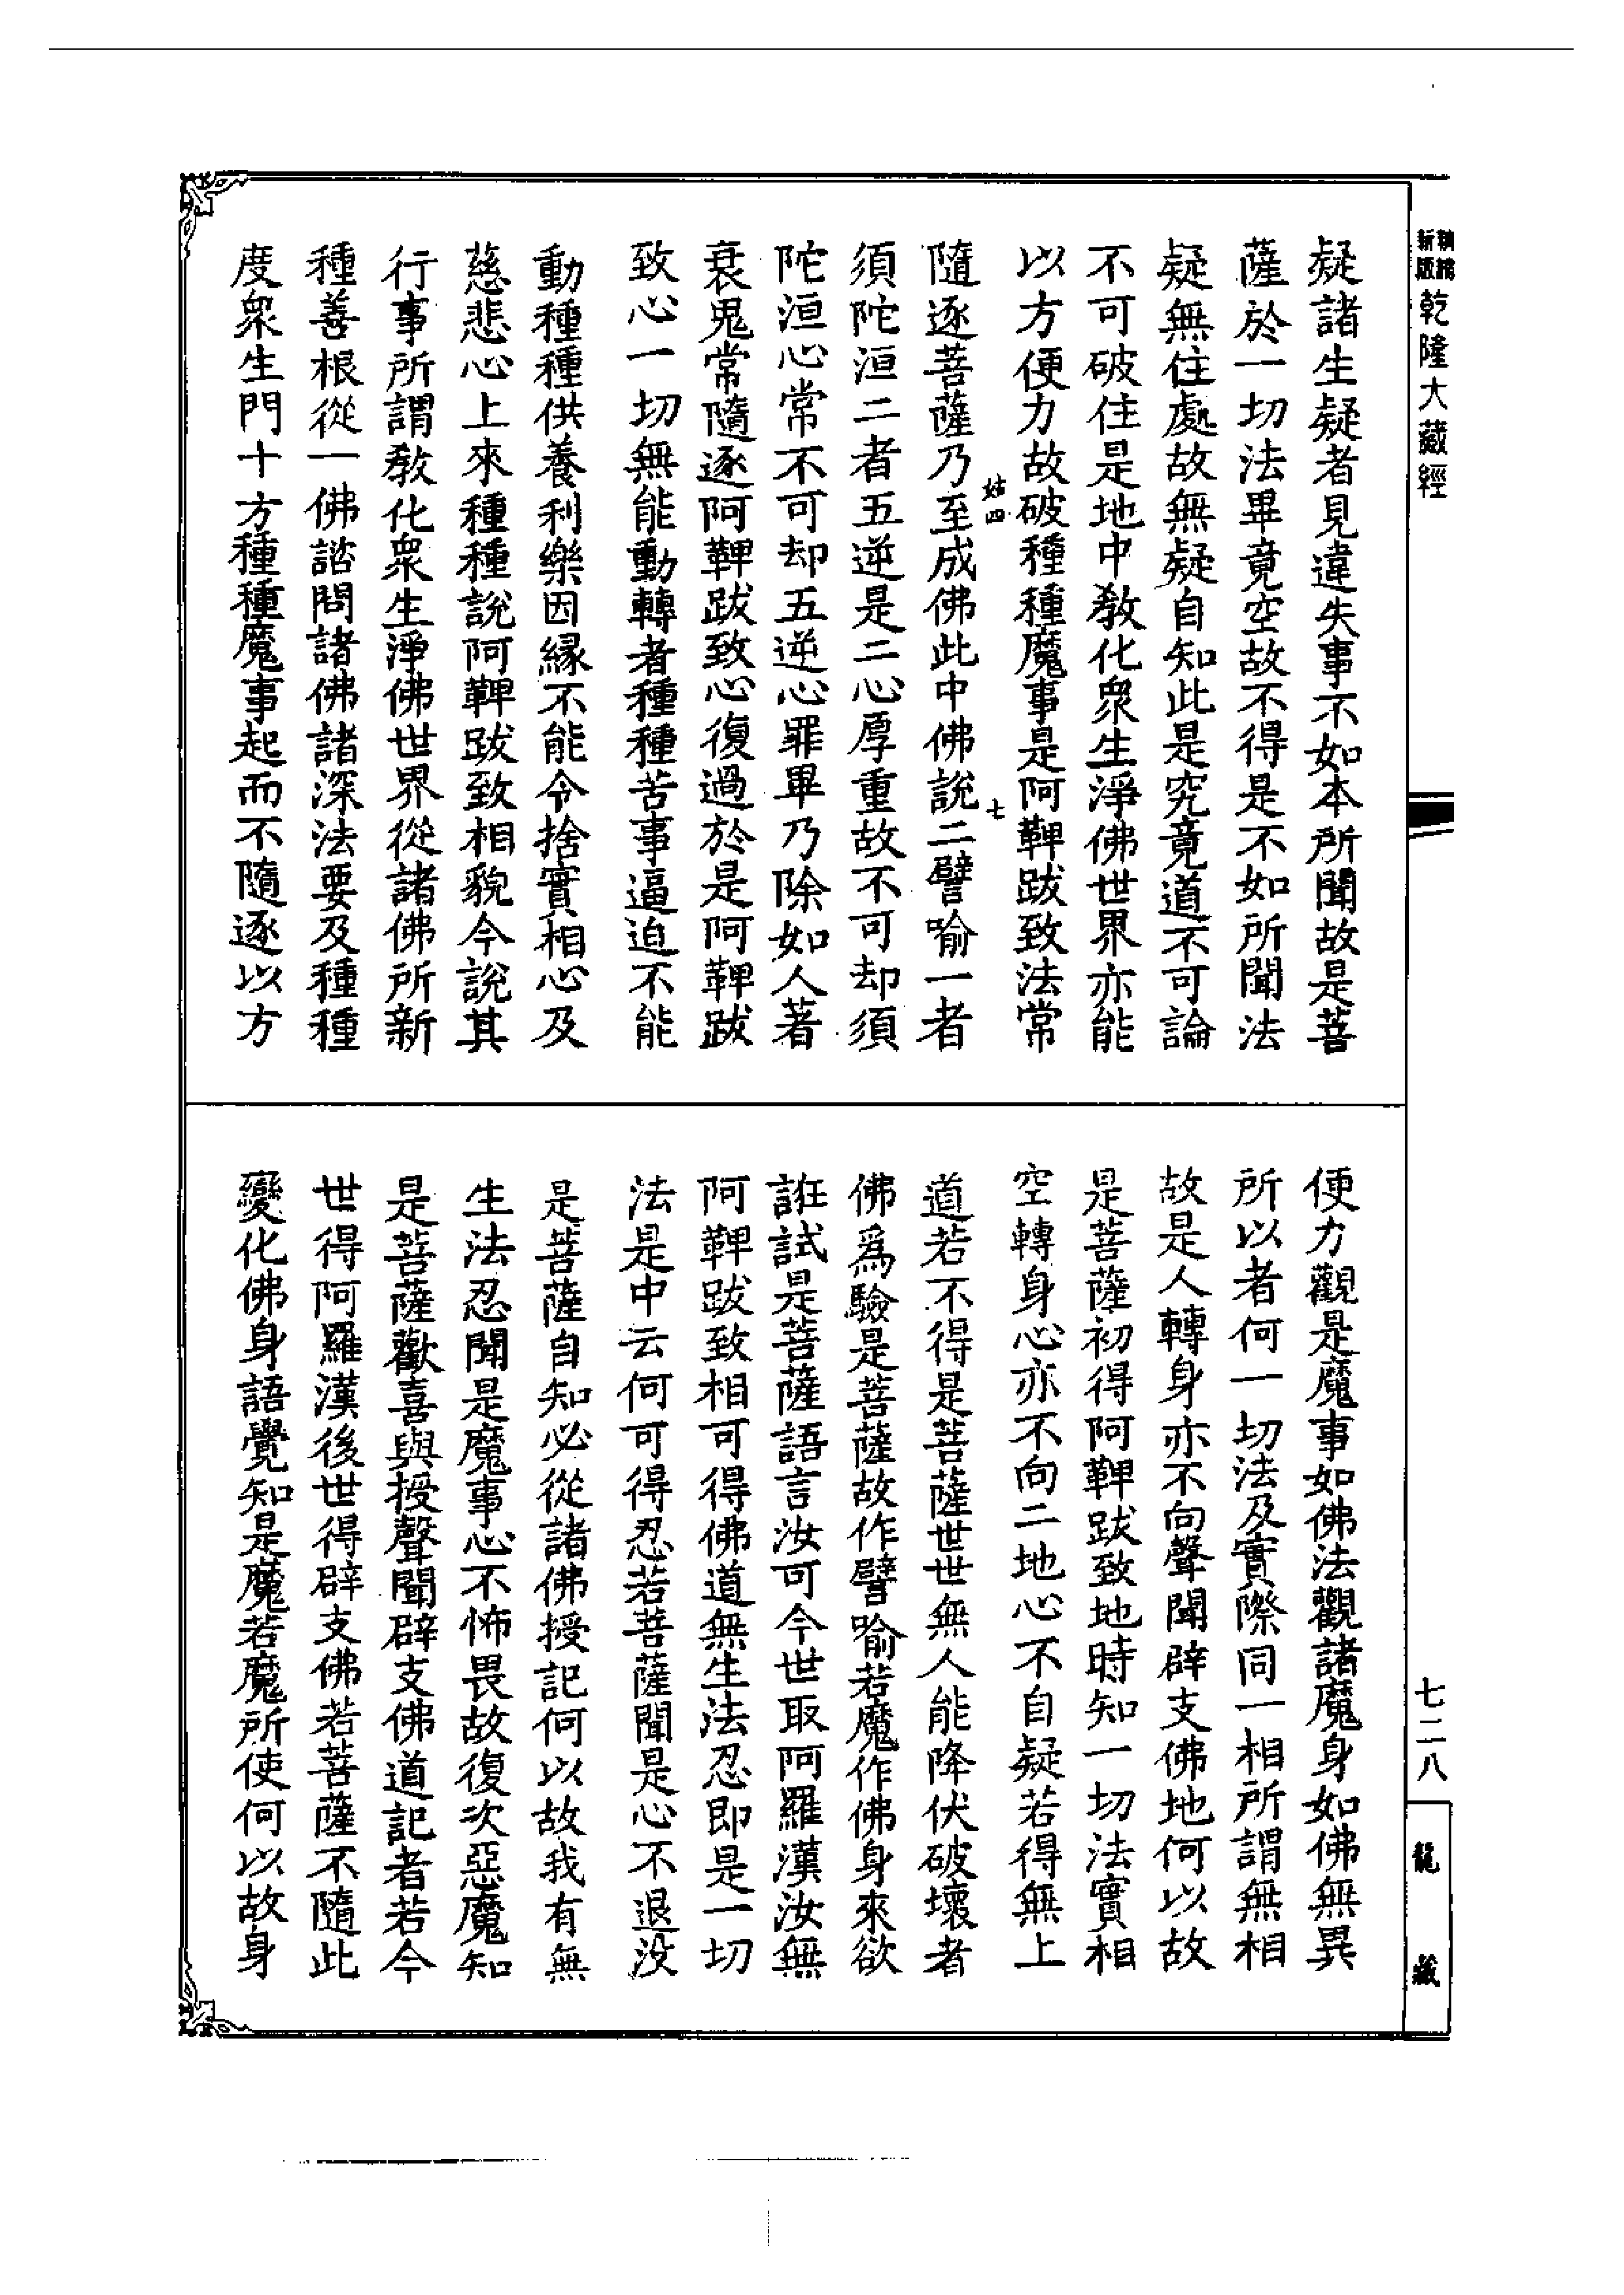 新版
精縮
乾隆大藏經
疑諸生疑者見違失事不如本所聞故是菩
薩於一切法畢竟空故不得是不如所聞法
疑無住處故無疑自知此是究竟道不可論
不可破住是地中敎化衆生淨佛世界亦能
以方便力故破種種魔事是阿鞞跋致法常
姑四
七
隨逐菩薩乃至成佛此中佛說二譬喻一者
須陀洹二者五逆是二心厚重故不可却須
陀洹心常不可却五逆心罪畢乃除如人著
衰鬼常隨逐阿鞞跋致心復過於是阿鞞跋
致心一切無能動轉者種種苦事逼迫不能
動種種供養利樂因緣不能令捨實相心及
慈悲心上來種種說阿鞞跋致相貌今說其
行事所謂敎化衆生淨佛世界從諸佛所新
種善根從一佛諮問諸佛諸深法要及種種
度衆生門十方種種魔事起而不隨逐以方
便力觀是魔事如佛法觀諸魔身如佛無異
所以者何一切法及實際同一相所謂無相
故是人轉身亦不向聲聞辟支佛地何以故
是菩薩初得阿鞞跋致地時知一切法實相
空轉身心亦不向二地心不自疑若得無上
道若不得是菩薩世世無人能降伏破壞者
佛爲驗是菩薩故作譬喻若魔作佛身來欲
誑試是菩薩語言汝可今世取阿羅漢汝無
阿鞞跋致相可得佛道無生法忍即是一切
法是中云何可得忍若菩薩聞是心不退没
是菩薩自知必從諸佛授記何以故我有無
生法忍聞是魔事心不怖畏故復次惡魔知
是菩薩歡喜與授聲聞辟支佛道記者若今
世得阿羅漢後世得辟支佛若菩薩不隨此
變化佛身語覺知是魔若魔所使何以故身
七二八
龍藏